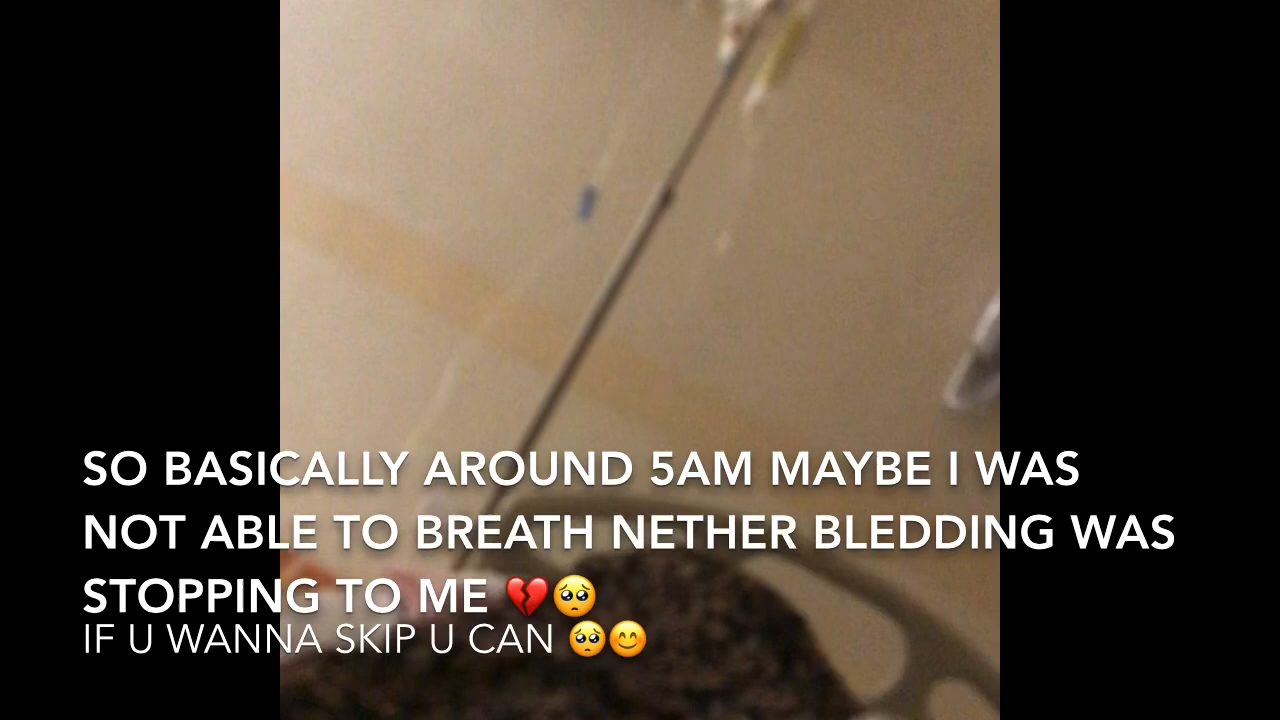 SO BASICALLY AROUND 5AM MAYBE I WAS
NOT ABLE TO BREATH NETHER BLEDDING WAS
STOPPING TO ME 💔🥺
IF U WANNA SKIP U CAN 🥺😊